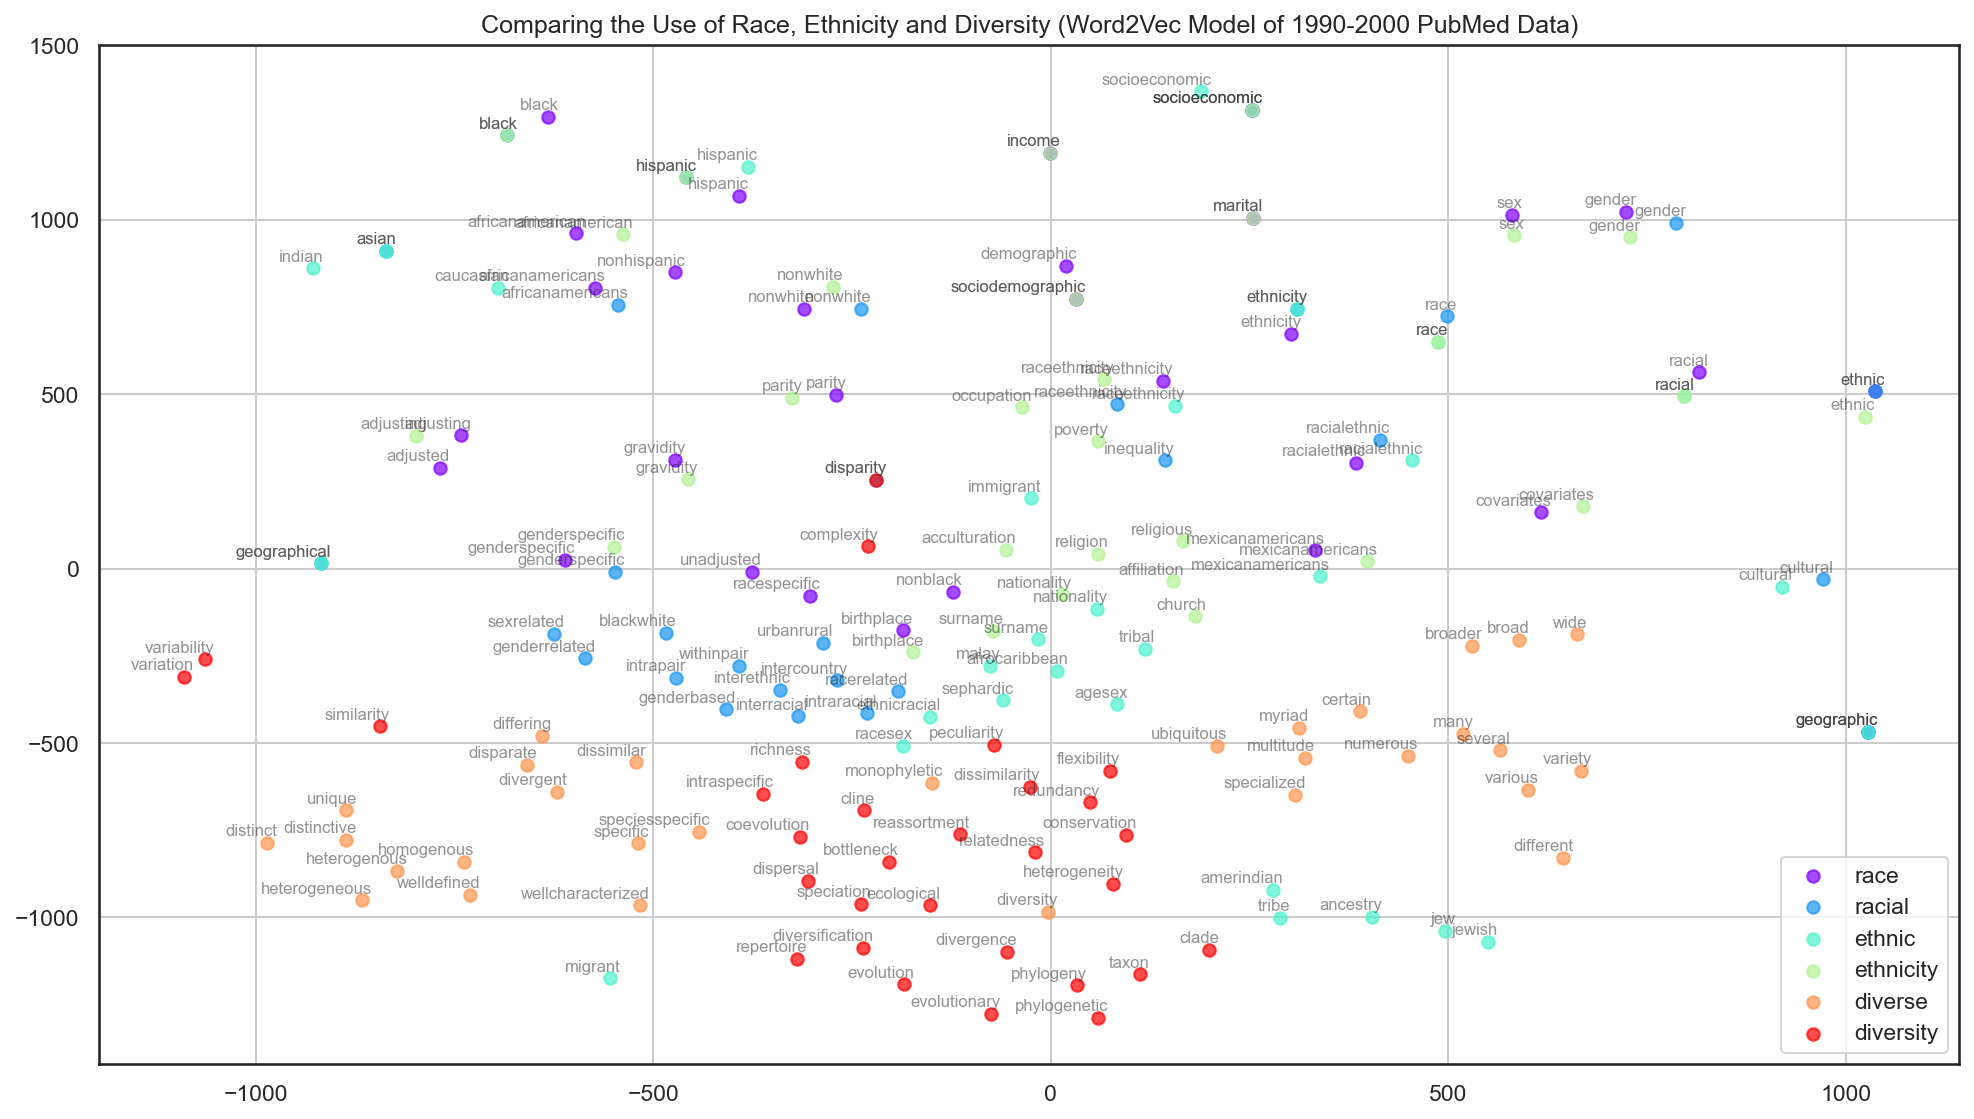 Comparing the Use of Race, Ethnicity and Diversity (Word2Vec Model of 1990-2000 PubMed Data)
1500
socioeconomic
socioeconomic
black
black
income
hispanic
hispanic
hispanic
marital
sex
gender
gender
1000
africanamerican
africanamerican
sex
gender
asian
indian
nonhispanic
demographic
caucasian
africanamericans
nonwhite
sociodemographic
africanamericans
nonwhite
nonwhite
ethnicity
race
ethnicity
race
raceethnicity
raceethnicity
racial
parity
parity
occupation
raceethnicity
raceethnicity
racial
ethnic
500
ethnic
adjusting
adjusting
poverty
racialethnic
adjusted
gravidity
inequality
racialethnic
racialethnic
gravidity
disparity
immigrant
covariates
covariates
genderspecific
complexity
acculturation
religion
religious
mexicanamericans
geographical
genderspecific
mexicanamericans
genderspecific
unadjusted
affiliation
mexicanamericans
0
cultural
cultural
racespecific
nonblack
nationality
nationality
church
sexrelated
blackwhite
urbanrural
birthplace
surname
surname
tribal
broader
broad
wide
variability
genderrelated
withinpair
birthplace
variation
intrapair
intercountry
malay
afrocaribbean
interethnic
racerelated
sephardic
agesex
genderbased
interracial
intraracial
ethnicracial
certain
similarity
differing
racesex
peculiarity
myriad
many
geographic
−500
disparate
dissimilar
richness
ubiquitous
multitude
numerous
several
divergent
intraspecific
monophyletic
dissimilarity
flexibility
specialized
various
variety
unique
cline
redundancy
distinct
distinctive
speciesspecific
specific
coevolution
reassortment
conservation
heterogenous
homogenous
bottleneck
relatedness
different
heterogeneous
welldefined
dispersal
heterogeneity
wellcharacterized
speciation
ecological
diversity
amerindian
−1000
tribe
ancestry
jew
jewish
diversification
repertoire
divergence
clade
migrant
evolution
phylogeny
taxon
evolutionary
phylogenetic
race
racial
ethnic
ethnicity
diverse
diversity
−1000
−500
0
500
1000